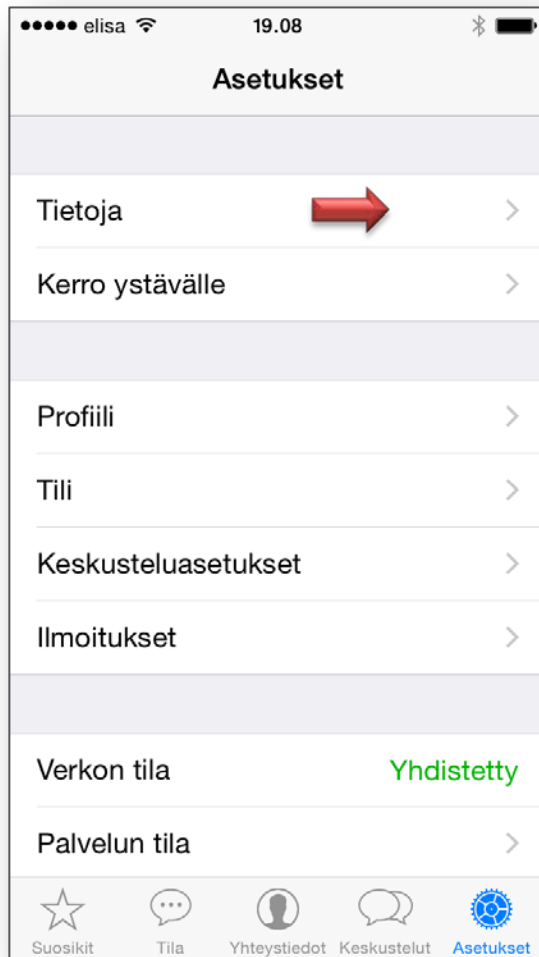 elisa 19.08
Asetukset
Tietoja
Kerro ystävälle
Profiili
Tili
Keskusteluasetukset
Ilmoitukset
Verkon tila Yhdistetty
Palvelun tila
Suosikit Tila Yhteystiedot Keskustelut Asetukset